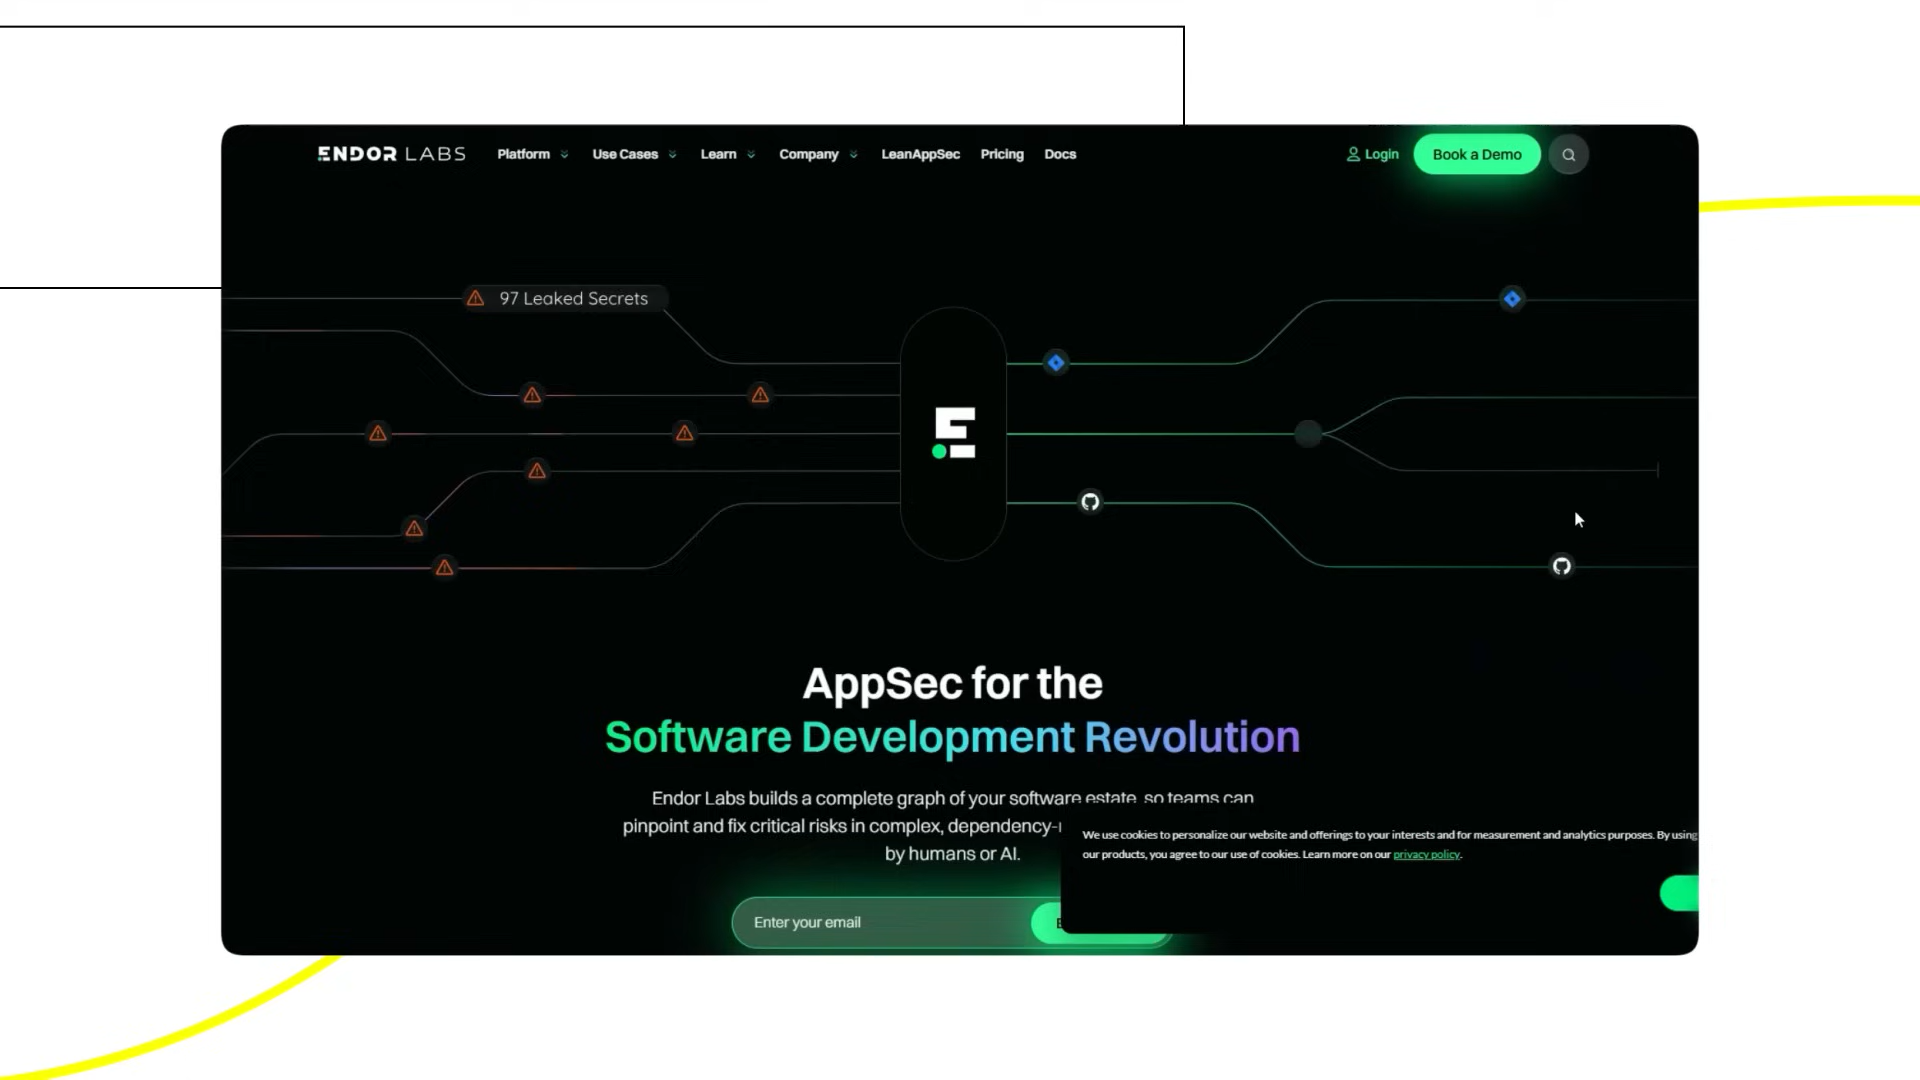 ENDOR LABS
Platform
Use Cases
Learn
Company
LeanAppSec
Pricing
Docs
Login
Book a Demo
97 Leaked Secrets
AppSec for the
Software Development Revolution
Endor Labs builds a complete graph of your software estate, so teams can
pinpoint and fix critical risks in complex, dependency-
by humans or AI.
We use cookies to personalize our website and offerings to your interests and for measurement and analytics purposes. By using
our products, you agree to our use of cookies. Learn more on our privacy policy.
Enter your email